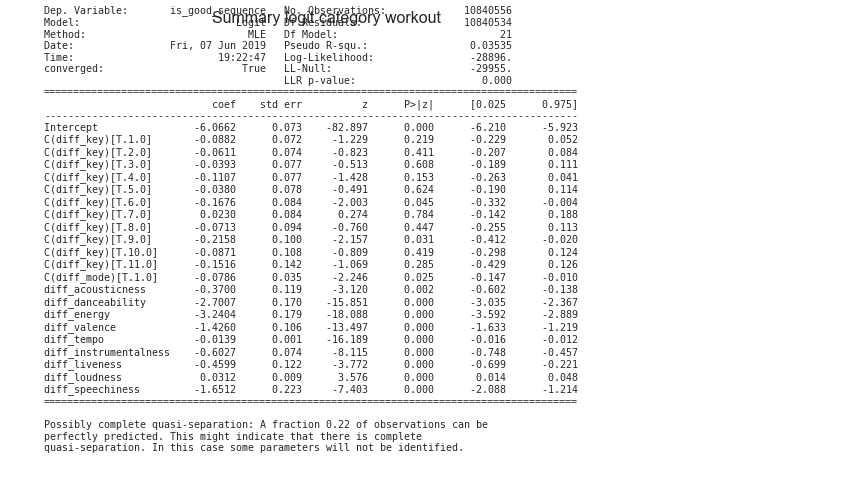 Summary logit category workout
Dep. Variable: is_good_sequence No. Observations: 10840556
Model: Logit Df Residuals: 10840534
Method: MLE Df Model: 21
Date: Fri, 07 Jun 2019 Pseudo R-squ.: 0.03535
Time: 19:22:47 Log-Likelihood: -28896.
converged: True LL-Null: -29955.
LLR p-value: 0.000
coef std err z P>|z| [0.025 0.975]
Intercept -6.0662 0.073 -82.897 0.000 -6.210 -5.923
C(diff_key)[T.1.0] -0.0882 0.072 -1.229 0.219 -0.229 0.052
C(diff_key)[T.2.0] -0.0611 0.074 -0.823 0.411 -0.207 0.084
C(diff_key)[T.3.0] -0.0393 0.077 -0.513 0.608 -0.189 0.111
C(diff_key)[T.4.0] -0.1107 0.077 -1.428 0.153 -0.263 0.041
C(diff_key)[T.5.0] -0.0380 0.078 -0.491 0.624 -0.190 0.114
C(diff_key)[T.6.0] -0.1676 0.084 -2.003 0.045 -0.332 -0.004
C(diff_key)[T.7.0] 0.0230 0.084 0.274 0.784 -0.142 0.188
C(diff_key)[T.8.0] -0.0713 0.094 -0.760 0.447 -0.255 0.113
C(diff_key)[T.9.0] -0.2158 0.100 -2.157 0.031 -0.412 -0.020
C(diff_key)[T.10.0] -0.0871 0.108 -0.809 0.419 -0.298 0.124
C(diff_key)[T.11.0] -0.1516 0.142 -1.069 0.285 -0.429 0.126
C(diff_mode)[T.1.0] -0.0786 0.035 -2.246 0.025 -0.147 -0.010
diff_acousticness -0.3700 0.119 -3.120 0.002 -0.602 -0.138
diff_danceability -2.7007 0.170 -15.851 0.000 -3.035 -2.367
diff_energy -3.2404 0.179 -18.088 0.000 -3.592 -2.889
diff_valence -1.4260 0.106 -13.497 0.000 -1.633 -1.219
diff_tempo -0.0139 0.001 -16.189 0.000 -0.016 -0.012
diff_instrumentalness -0.6027 0.074 -8.115 0.000 -0.748 -0.457
diff_liveness -0.4599 0.122 -3.772 0.000 -0.699 -0.221
diff_loudness 0.0312 0.009 3.576 0.000 0.014 0.048
diff_speechiness -1.6512 0.223 -7.403 0.000 -2.088 -1.214
Possibly complete quasi-separation: A fraction 0.22 of observations can be
perfectly predicted. This might indicate that there is complete
quasi-separation. In this case some parameters will not be identified.